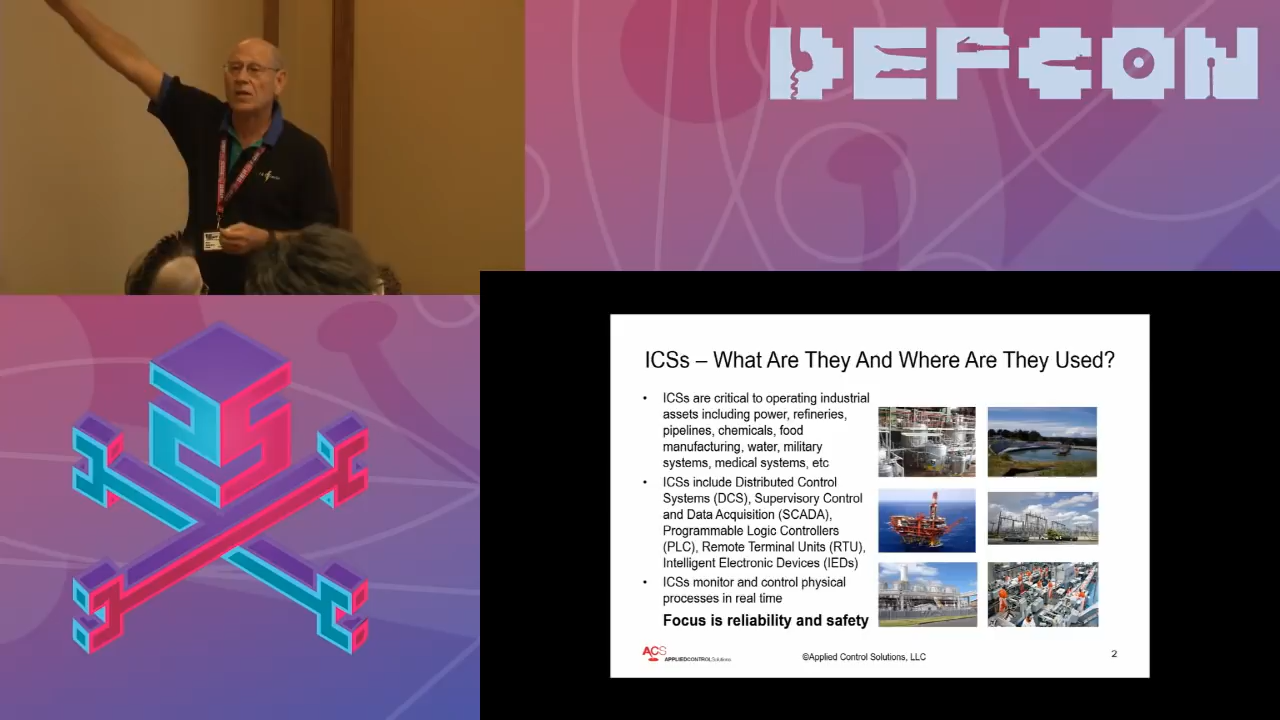 DEFCON
ICSs – What Are They And Where Are They Used?
• ICSs are critical to operating industrial
assets including power, refineries,
pipelines, chemicals, food
manufacturing, water, military
systems, medical systems, etc
• ICSs include Distributed Control
Systems (DCS), Supervisory Control
and Data Acquisition (SCADA),
Programmable Logic Controllers
(PLC), Remote Terminal Units (RTU),
Intelligent Electronic Devices (IEDs)
• ICSs monitor and control physical
processes in real time
Focus is reliability and safety
ACS APPLIEDCONTROLSolutions
©Applied Control Solutions, LLC
2